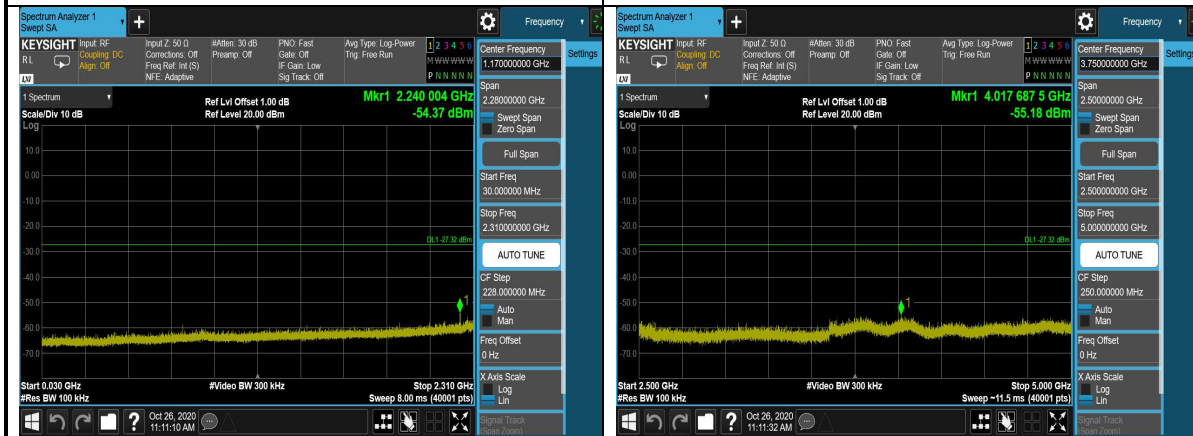 Spectrum Analyzer 1
Swept SA
Frequency
KEYSIGHT
RL
LXI
Input: RF
Coupling: DC
Align: Off
Input Z: 50 Ω
Corrections: Off
Freq Ref: Int (S)
NFE: Adaptive
#Atten: 30 dB
Preamp: Off
PNO: Fast
Gate: Off
IF Gain: Low
Sig Track: Off
Avg Type: Log-Power
Trig: Free Run
1 2 3 4 5 6
M W W W W W
P N N N N N
1 Spectrum
Scale/Div 10 dB
Log
Ref Lvl Offset 1.00 dB
Ref Level 20.00 dBm
Mkr1 2.240 004 GHz
-54.37 dBm
10.0
0.00
-10.0
-20.0
-30.0
-40.0
-50.0
-60.0
-70.0
DL1 -27.32 dBm
1
Start 0.030 GHz
#Res BW 100 kHz
#Video BW 300 kHz
Stop 2.310 GHz
Sweep 8.00 ms (40001 pts)
Center Frequency
1.170000000 GHz
Settings
Span
2.28000000 GHz
Swept Span
Zero Span
Full Span
Start Freq
30.000000 MHz
Stop Freq
2.310000000 GHz
AUTO TUNE
CF Step
228.000000 MHz
Auto
Man
Freq Offset
0 Hz
X Axis Scale
Log
Lin
Signal Track
(Span Zoom)
?
Oct 26, 2020
11:11:10 AM
Spectrum Analyzer 1
Swept SA
Frequency
KEYSIGHT
RL
LXI
Input: RF
Coupling: DC
Align: Off
Input Z: 50 Ω
Corrections: Off
Freq Ref: Int (S)
NFE: Adaptive
#Atten: 30 dB
Preamp: Off
PNO: Fast
Gate: Off
IF Gain: Low
Sig Track: Off
Avg Type: Log-Power
Trig: Free Run
1 2 3 4 5 6
M W W W W W
P N N N N N
1 Spectrum
Scale/Div 10 dB
Log
Ref Lvl Offset 1.00 dB
Ref Level 20.00 dBm
Mkr1 4.017 687 5 GHz
-55.18 dBm
10.0
0.00
-10.0
-20.0
-30.0
-40.0
-50.0
-60.0
-70.0
DL1 -27.32 dBm
1
Start 2.500 GHz
#Res BW 100 kHz
#Video BW 300 kHz
Stop 5.000 GHz
Sweep ~11.5 ms (40001 pts)
Center Frequency
3.750000000 GHz
Settings
Span
2.50000000 GHz
Swept Span
Zero Span
Full Span
Start Freq
2.500000000 GHz
Stop Freq
5.000000000 GHz
AUTO TUNE
CF Step
250.000000 MHz
Auto
Man
Freq Offset
0 Hz
X Axis Scale
Log
Lin
Signal Track
(Span Zoom)
?
Oct 26, 2020
11:11:32 AM